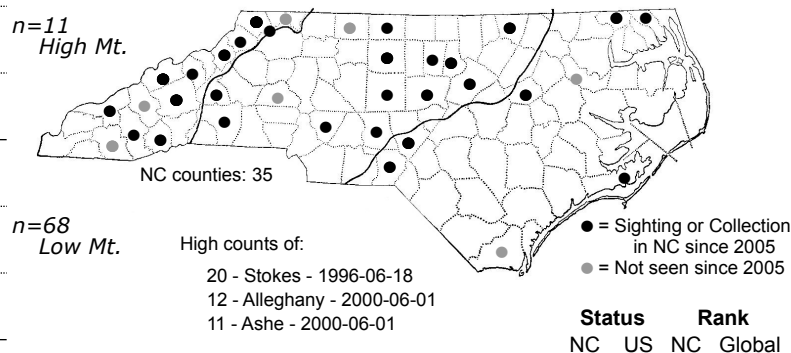 n=11
High Mt.
NC counties: 35
n=68
Low Mt.
High counts of:
20 - Stokes - 1996-06-18
12 - Alleghany - 2000-06-01
11 - Ashe - 2000-06-01
= Sighting or Collection
in NC since 2005
= Not seen since 2005
Status Rank
NC US NC Global